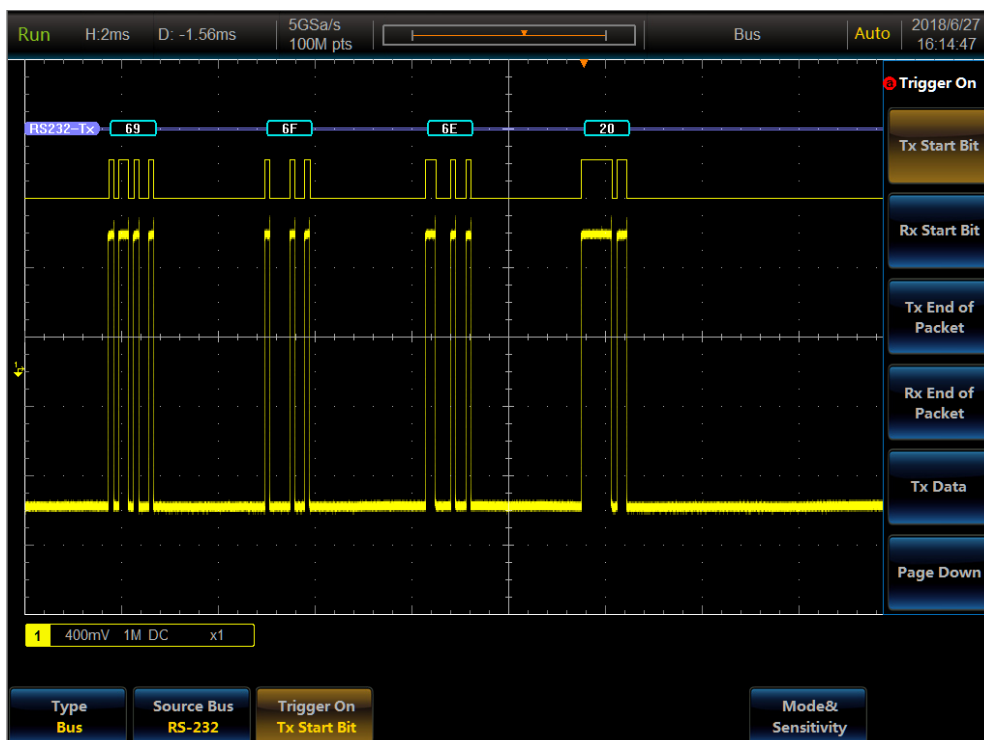 Run H:2ms D: -1.56ms 5GSa/s 100M pts Bus Auto 2018/6/27 16:14:47
Trigger On
RS232-Tx 69 6F 6E 20
Tx Start Bit
Rx Start Bit
Tx End of
Packet
Rx End of
Packet
Tx Data
Page Down
1 400mV 1M DC x1
Type
Bus
Source Bus
RS-232
Trigger On
Tx Start Bit
Mode&
Sensitivity